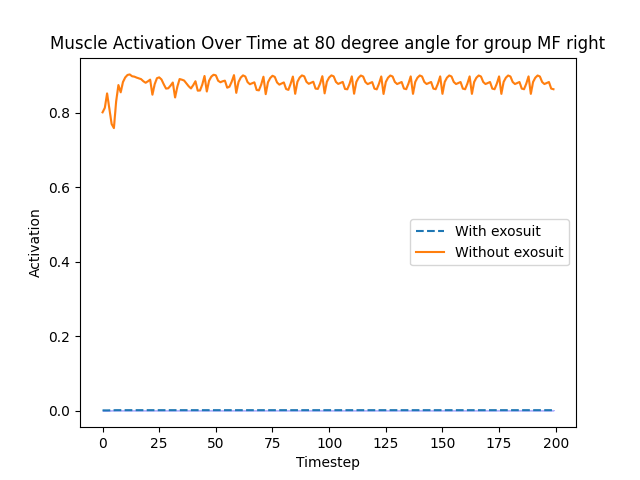 Muscle Activation Over Time at 80 degree angle for group MF right
Activation
0.8
0.6
0.4
0.2
0.0
With exosuit
Without exosuit
0 25 50 75 100 125 150 175 200
Timestep